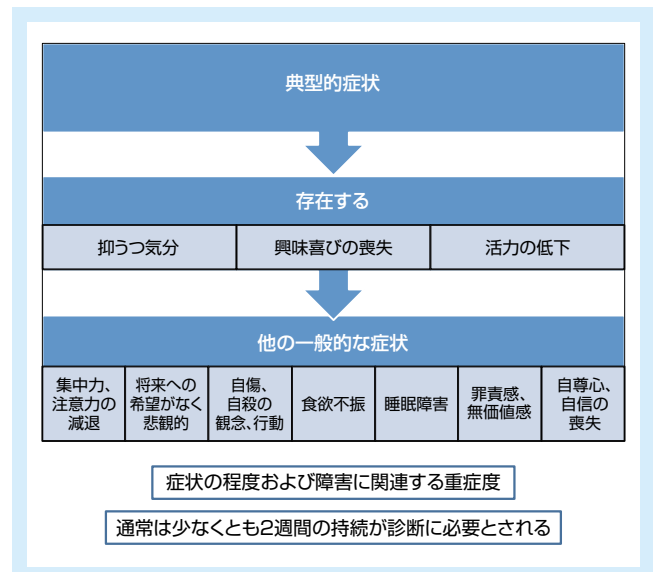 典型的症状
存在する
抑うつ気分
興味喜びの喪失
活力の低下
他の一般的な症状
集中力、
注意力の
減退
将来への
希望がなく
悲観的
自傷、
自殺の
観念、行動
食欲不振
睡眠障害
罪責感、
無価値感
自尊心、
自信の
喪失
症状の程度および障害に関連する重症度
通常は少なくとも2週間の持続が診断に必要とされる